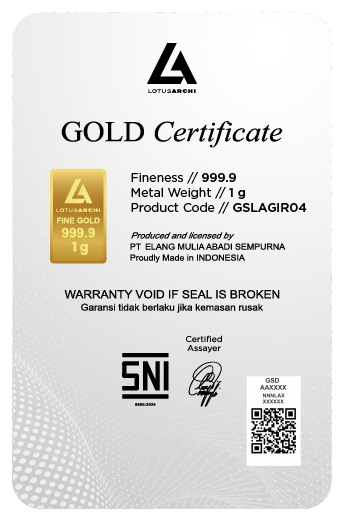 LOTUSARCHI
GOLD Certificate
LOTUSARCHI
FINE GOLD
999.9
1g
Fineness // 999.9
Metal Weight // 1 g
Product Code // GSLAGIR04
Produced and licensed by
PT ELANG MULIA ABADI SEMPURNA
Proudly Made in INDONESIA
WARRANTY VOID IF SEAL IS BROKEN
Garansi tidak berlaku jika kemasan rusak
Certified
Assayer
SNI
8880:2020
GSD
AAXXXX
NNNLAX
XXXXXX